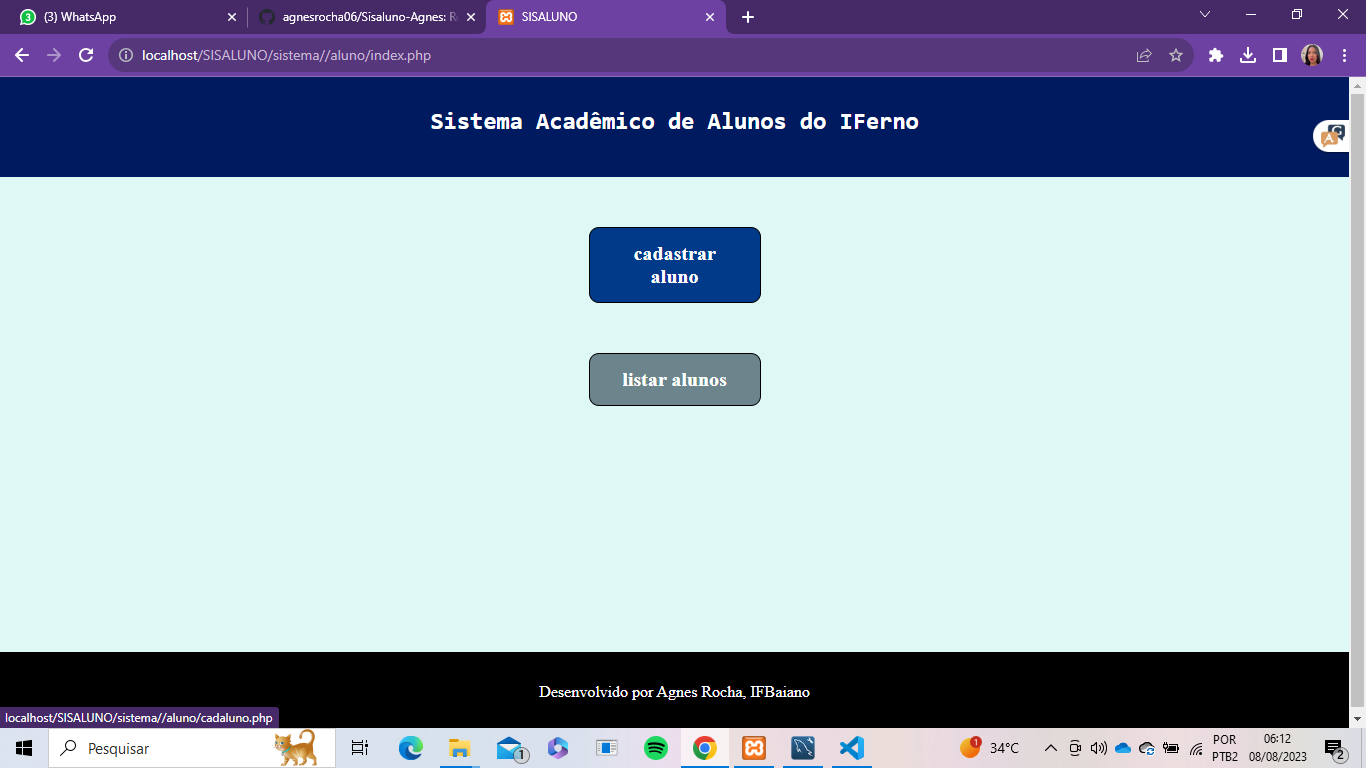 (3) WhatsApp
agnesrocha06/Sisaluno-Agnes: R
SISALUNO
localhost/SISALUNO/sistema//aluno/index.php
Sistema Acadêmico de Alunos do IFerno
cadastrar
aluno
listar alunos
Desenvolvido por Agnes Rocha, IFBaiano
localhost/SISALUNO/sistema//aluno/cadaluno.php
Pesquisar
1
1
34°C
POR
PTB2
06:12
08/08/2023
2